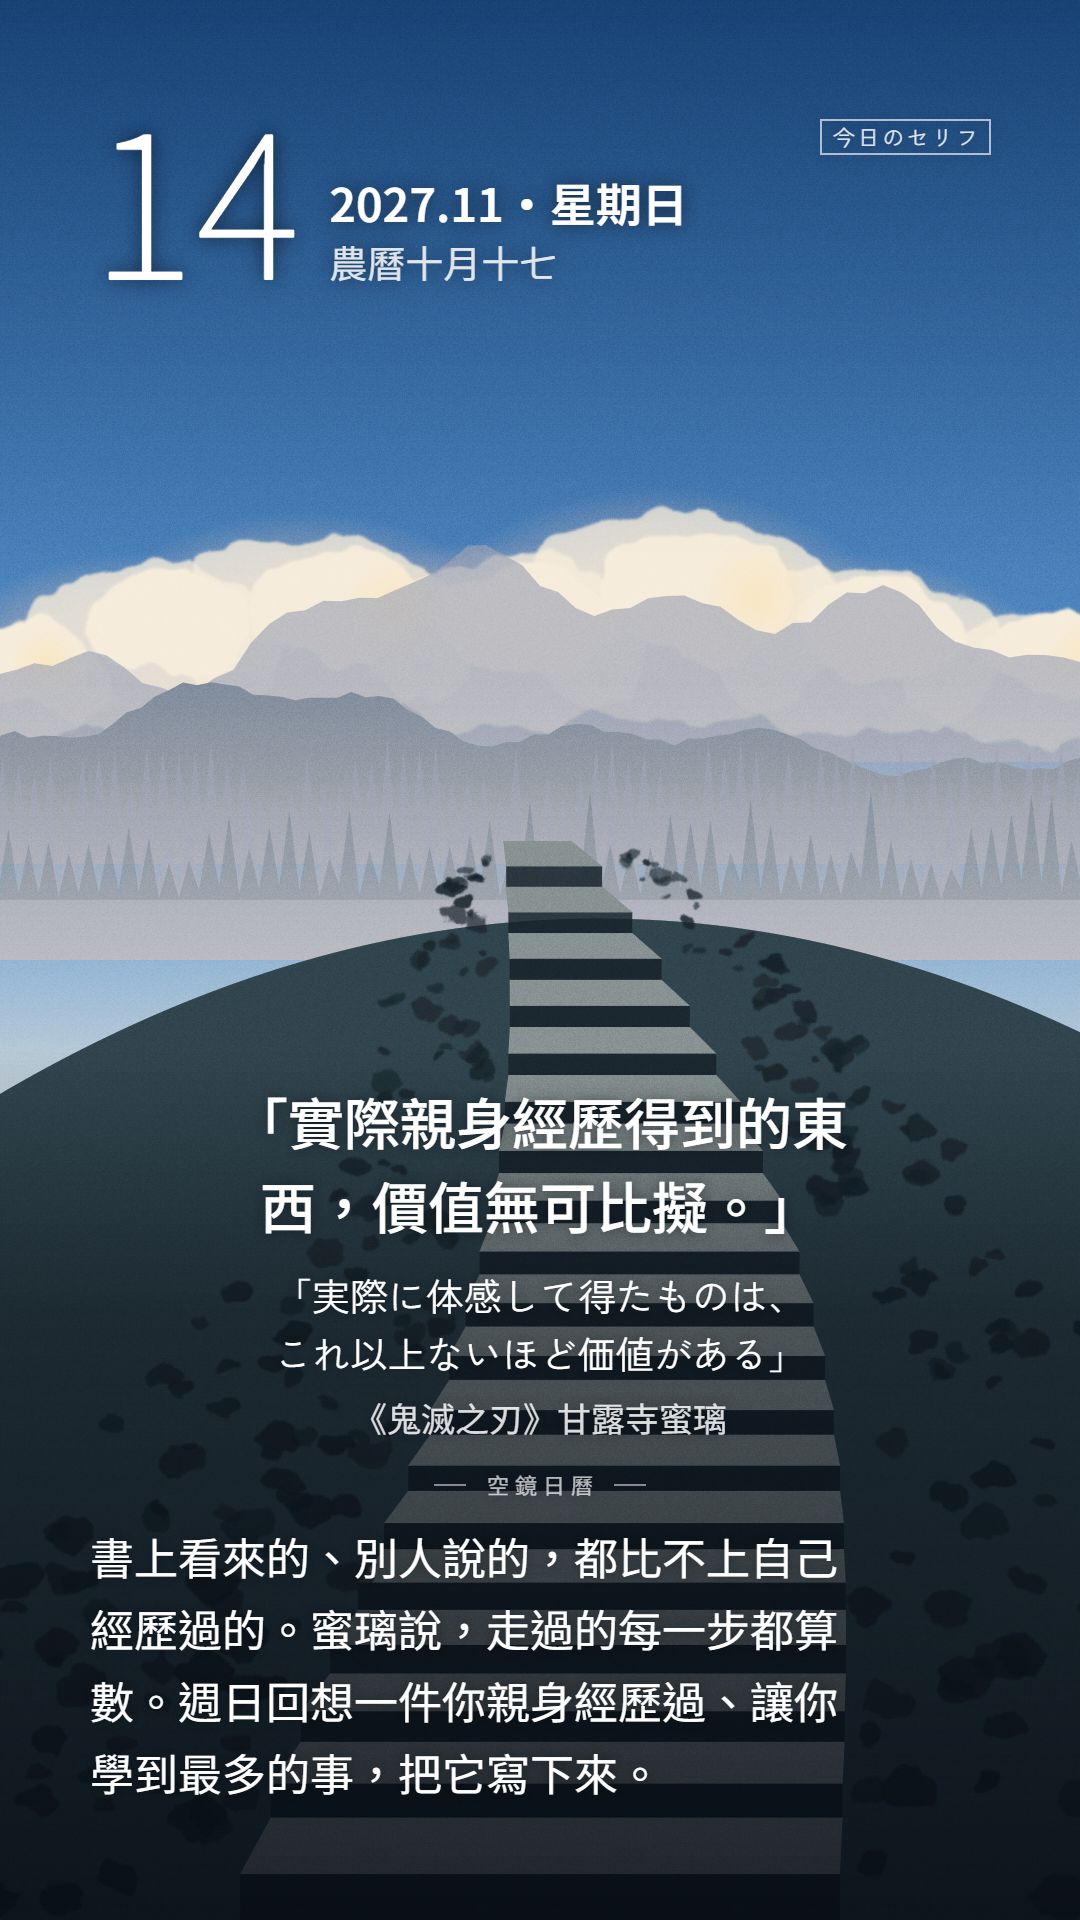 14
2027.11・星期日
農曆十月十七
今日のセリフ
「實際親身經歷得到的東
西，價值無可比擬。」
「実際に体感して得たものは、
これ以上ないほど価値がある」
《鬼滅之刃》甘露寺蜜璃
空鏡日曆
書上看來的、別人說的，都比不上自己
經歷過的。蜜璃說，走過的每一步都算
數。週日回想一件你親身經歷過、讓你
學到最多的事，把它寫下來。